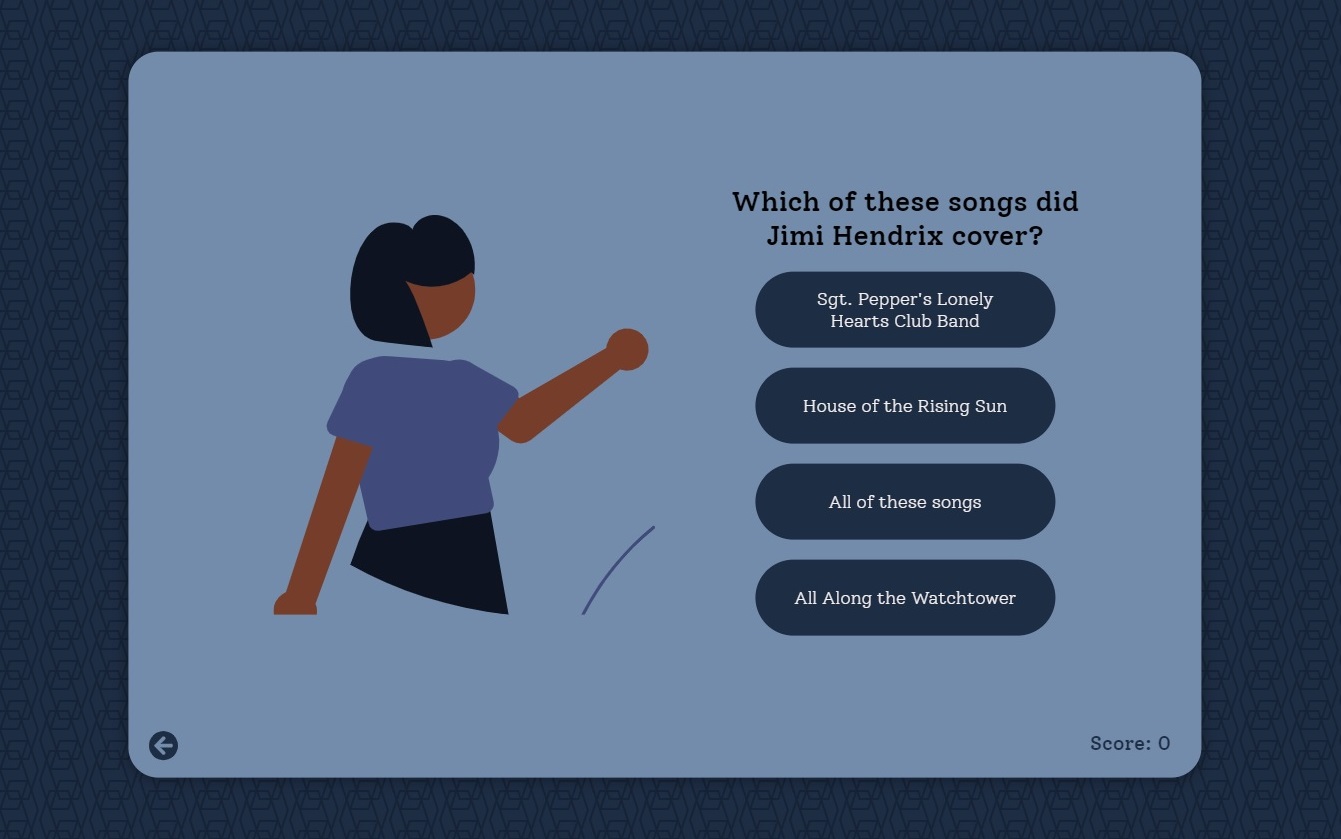 Which of these songs did
Jimi Hendrix cover?
Sgt. Pepper's Lonely
Hearts Club Band
House of the Rising Sun
All of these songs
All Along the Watchtower
Score: 0